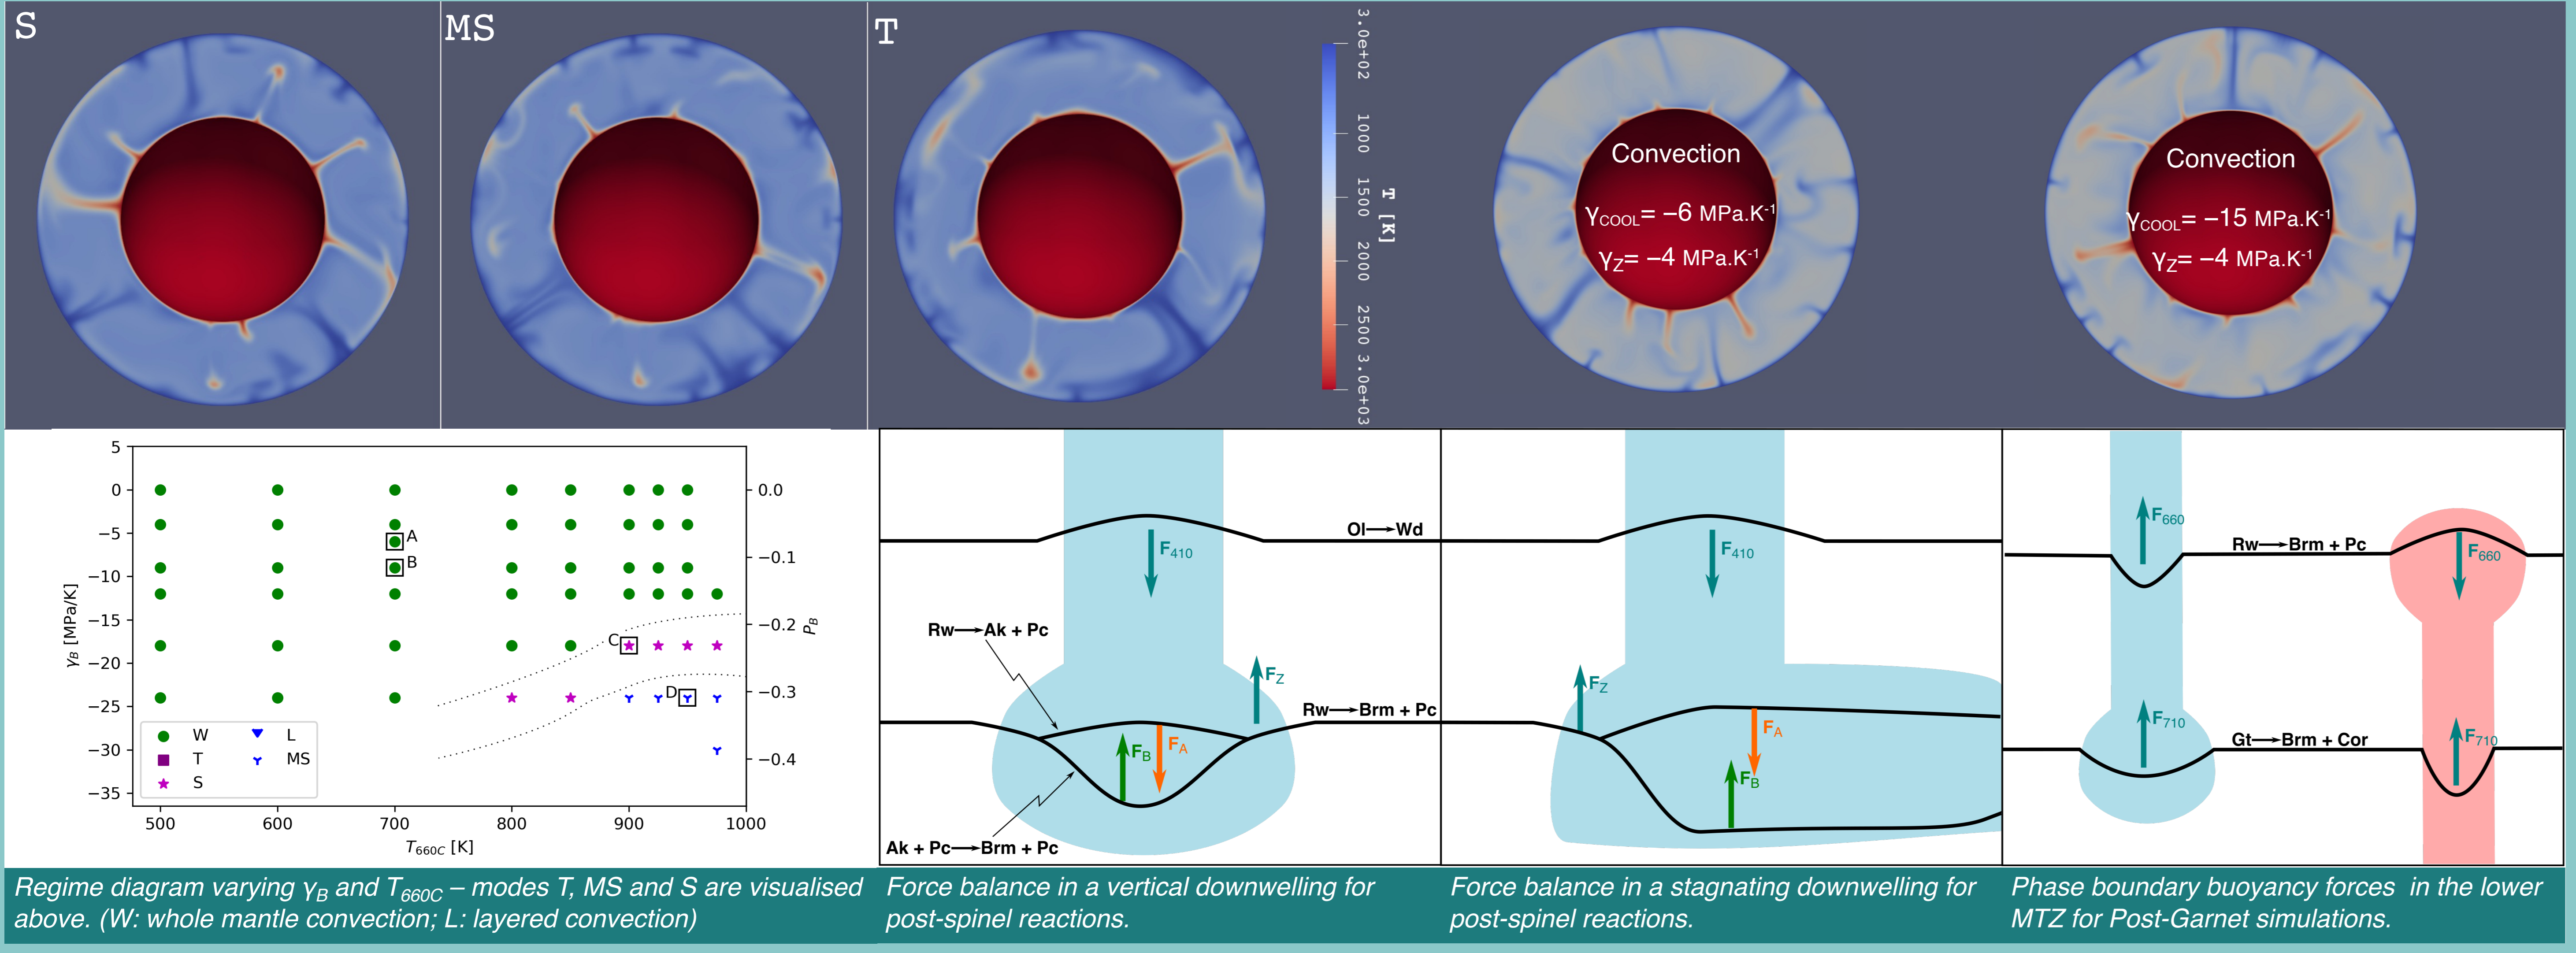 S
MS
T
3.0e+02
1000
1500
2000
2500
3.0e+03
T [K]
Convection
γCOOL= −6 MPa.K-1
γZ= −4 MPa.K-1
Convection
γCOOL= −15 MPa.K-1
γZ= −4 MPa.K-1
5
0
−5
−10
−15
−20
−25
−30
−35
γB [MPa/K]
0.0
−0.1
−0.2
−0.3
−0.4
PB
A
B
C
D
W
T
S
L
MS
500
600
700
800
900
1000
T660C [K]
Ol→Wd
F410
Rw→Ak + Pc
FZ
Rw→Brm + Pc
FB
FA
Ak + Pc→Brm + Pc
F410
FZ
FA
FB
F660
Rw→Brm + Pc
F660
F710
Gt→Brm + Cor
F710
Regime diagram varying γB and T660C – modes T, MS and S are visualised
above. (W: whole mantle convection; L: layered convection)
Force balance in a vertical downwelling for
post-spinel reactions.
Force balance in a stagnating downwelling for
post-spinel reactions.
Phase boundary buoyancy forces in the lower
MTZ for Post-Garnet simulations.